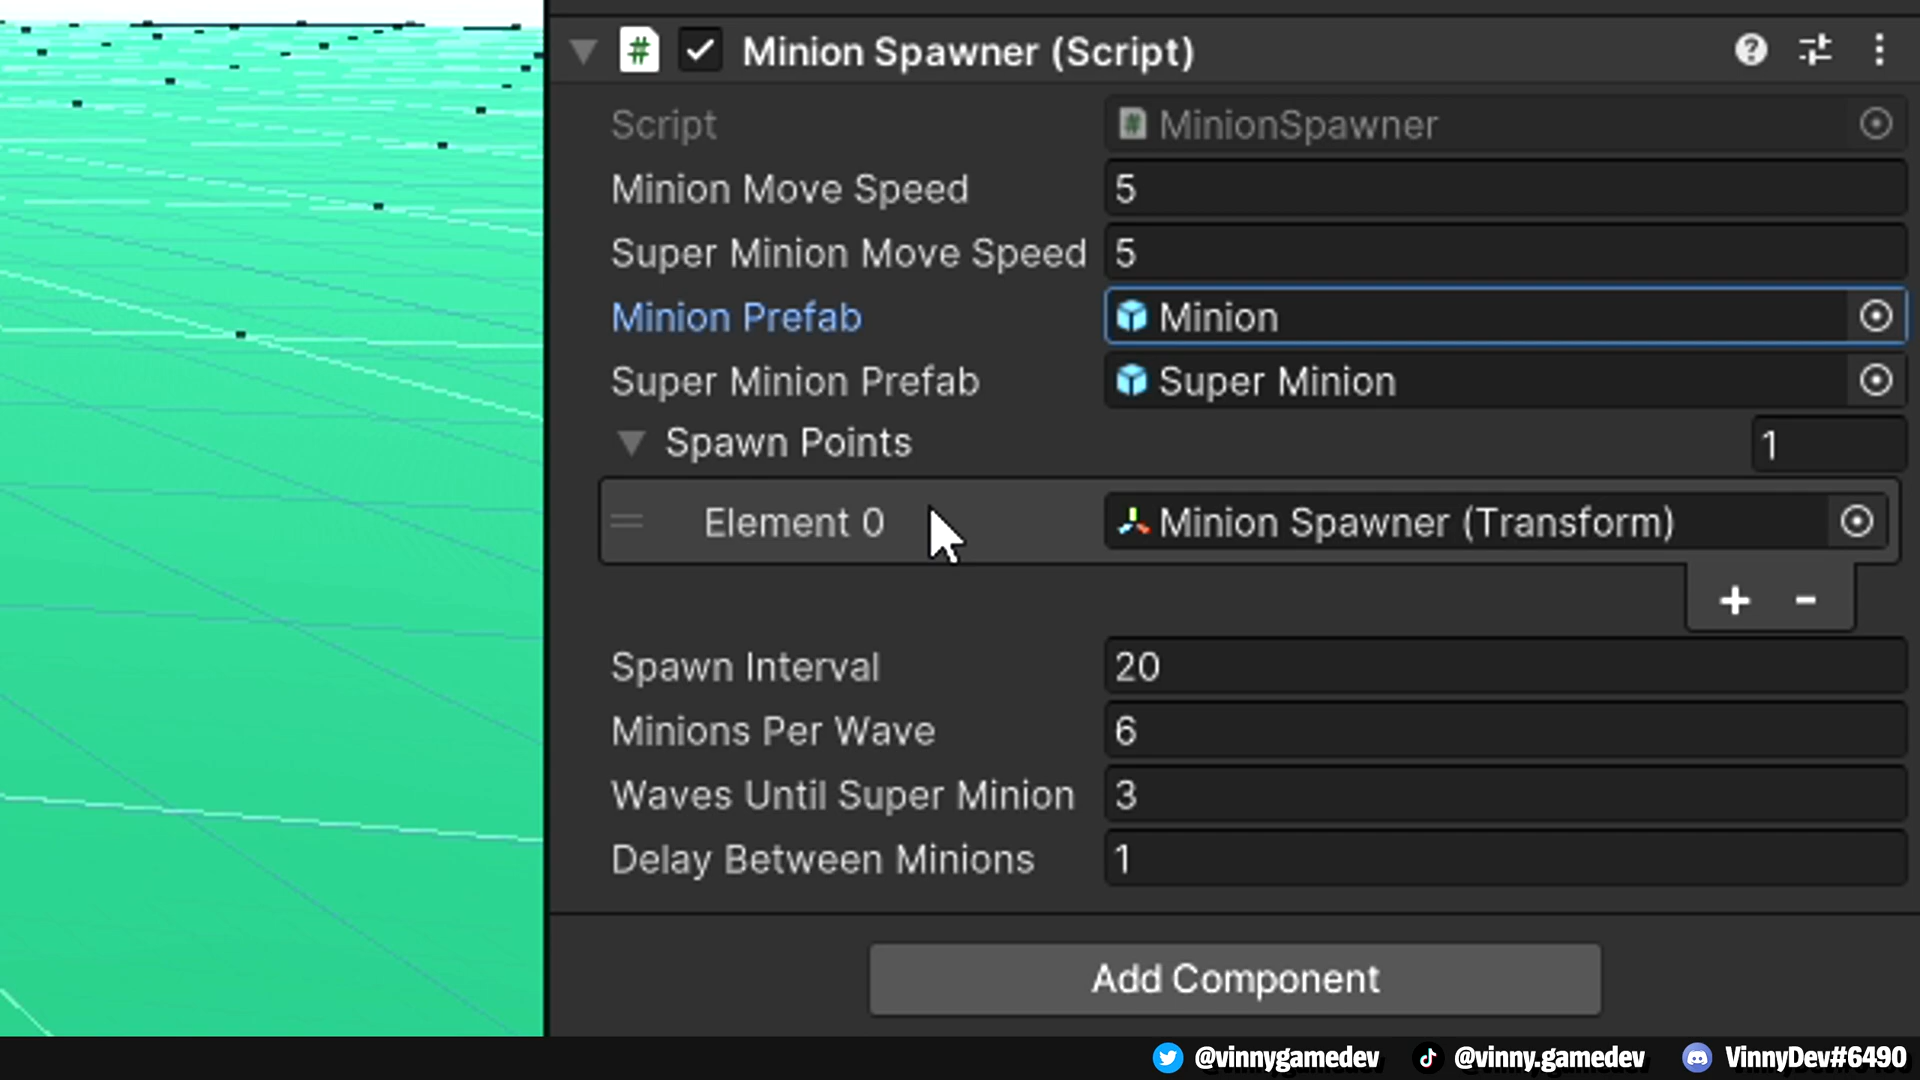 Minion Spawner (Script)
Script MinionSpawner
Minion Move Speed 5
Super Minion Move Speed 5
Minion Prefab Minion
Super Minion Prefab Super Minion
Spawn Points 1
Element 0 Minion Spawner (Transform)
+ -
Spawn Interval 20
Minions Per Wave 6
Waves Until Super Minion 3
Delay Between Minions 1
Add Component
@vinnygamedev @vinny.gamedev VinnyDev#6490